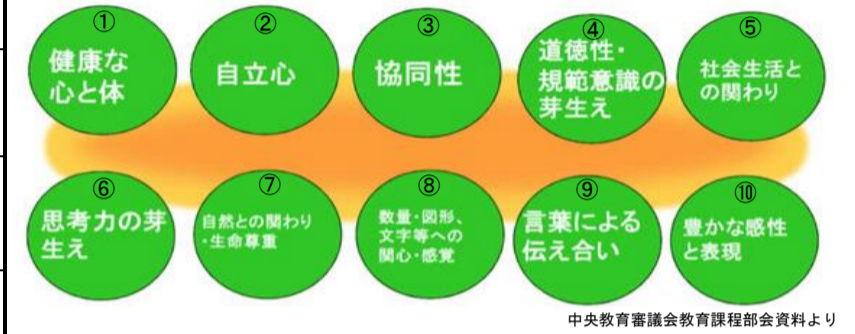 ①
健康な
心と体
②
自立心
③
協同性
④
道徳性・
規範意識の
芽生え
⑤
社会生活と
の関わり
⑥
思考力の芽
生え
⑦
自然との関わり
・生命尊重
⑧
数量・図形、
文字等への
関心・感覚
⑨
言葉による
伝え合い
⑩
豊かな感性
と表現
中央教育審議会教育課程部会資料より